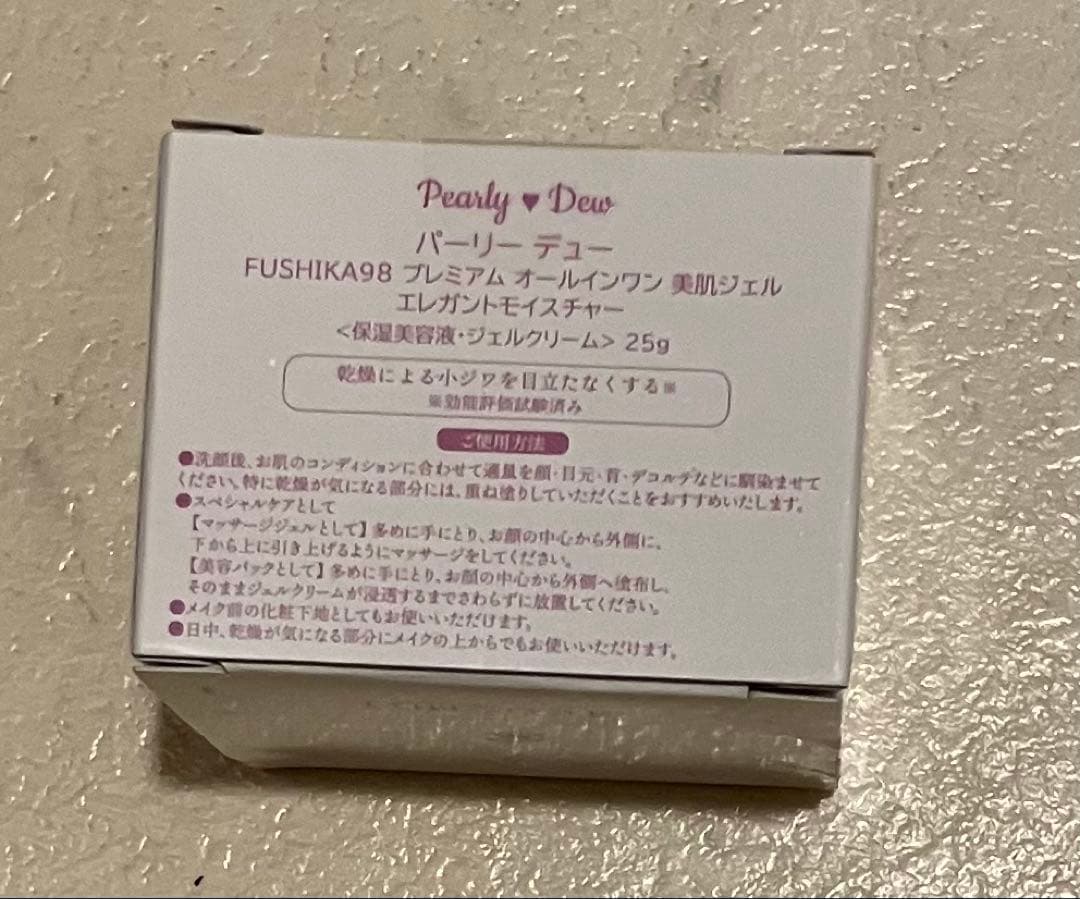 Pearly ♥ Dew
パーリー デュー
FUSHIKA98 プレミアム オールインワン 美肌ジェル
エレガントモイスチャー
<保湿美容液・ジェルクリーム> 25g
乾燥による小ジワを目立たなくする※
※効能評価試験済み
ご使用方法
●洗顔後、お肌のコンディションに合わせて適量を顔・目元・首・デコルテなどに馴染ませて
ください。特に乾燥が気になる部分には、重ね塗りしていただくことをおすすめいたします。
●スペシャルケアとして
【マッサージジェルとして】多めに手にとり、お顔の中心から外側に、
下から上に引き上げるようにマッサージをしてください。
【美容パックとして】多めに手にとり、お顔の中心から外側へ塗布し、
そのままジェルクリームが浸透するまでさわらずに放置してください。
●メイク前の化粧下地としてもお使いいただけます。
●日中、乾燥が気になる部分にメイクの上からでもお使いいただけます。